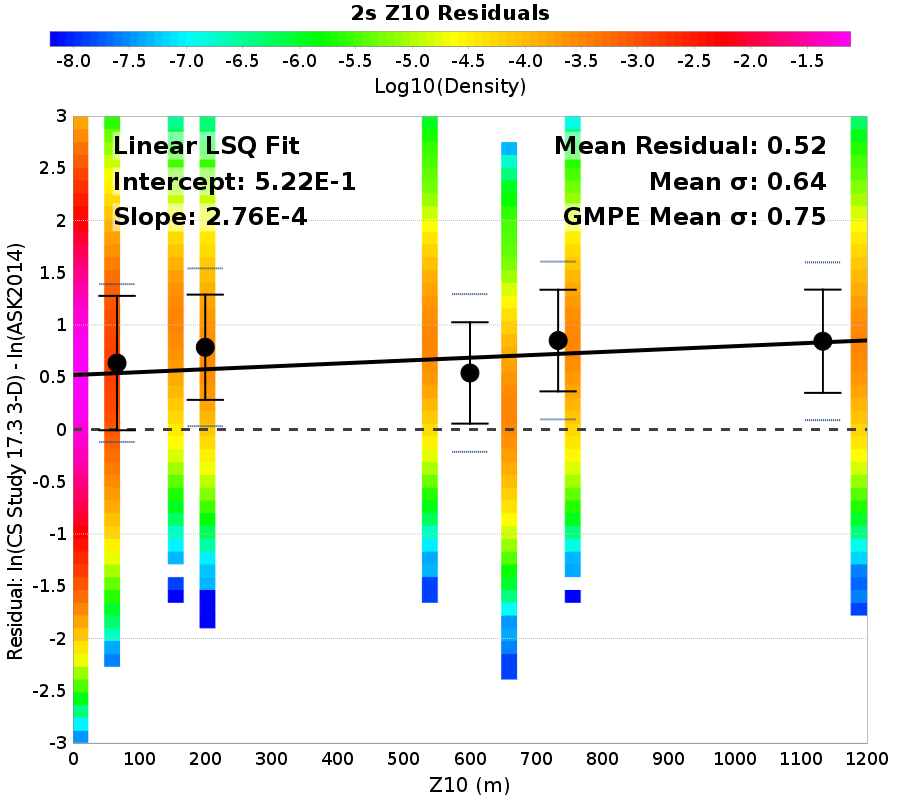 2s Z10 Residuals
-8.0 -7.5 -7.0 -6.5 -6.0 -5.5 -5.0 -4.5 -4.0 -3.5 -3.0 -2.5 -2.0 -1.5
Log10(Density)
Linear LSQ Fit
Intercept: 5.22E-1
Slope: 2.76E-4
Mean Residual: 0.52
Mean σ: 0.64
GMPE Mean σ: 0.75
Residual: ln(CS Study 17.3 3-D) - ln(ASK2014)
3
2.5
2
1.5
1
0.5
0
-0.5
-1
-1.5
-2
-2.5
-3
0 100 200 300 400 500 600 700 800 900 1000 1100 1200
Z10 (m)